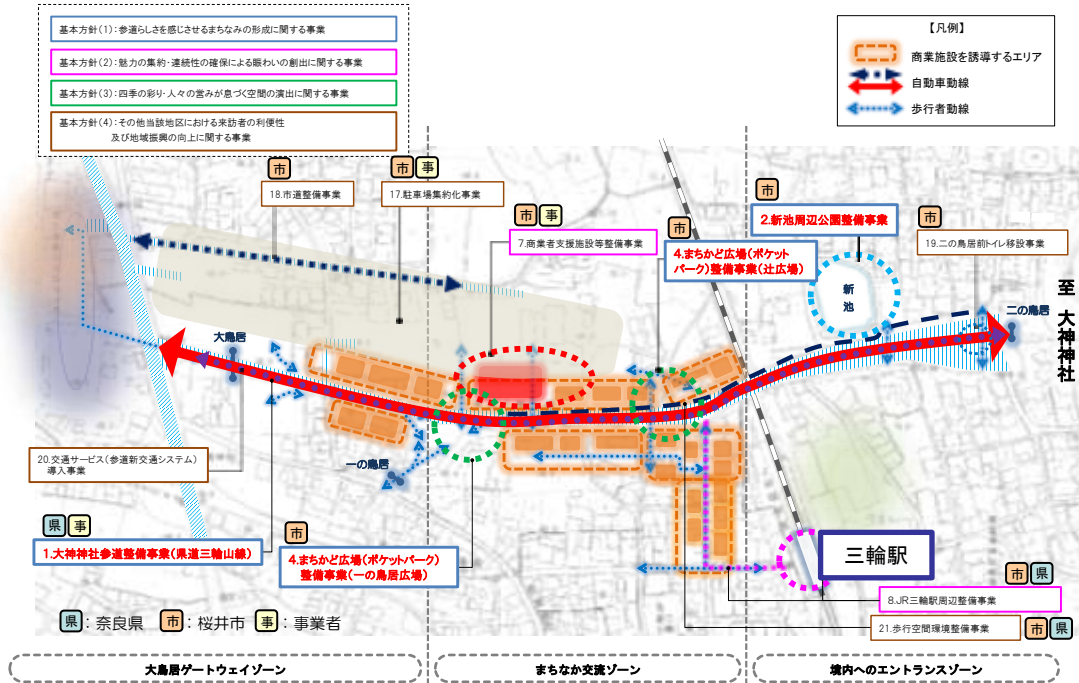 基本方針(1)：参道らしさを感じさせるまちなみの形成に関する事業
基本方針(2)：魅力の集約・連続性の確保による賑わいの創出に関する事業
基本方針(3)：四季の彩り・人々の営みが息づく空間の演出に関する事業
基本方針(4)：その他当該地区における来訪者の利便性
及び地域振興の向上に関する事業
【凡例】
商業施設を誘導するエリア
自動車動線
歩行者動線
市
18.市道整備事業
市 事
17.駐車場集約化事業
市 事
7.商業者支援施設等整備事業
市
4.まちかど広場(ポケット
パーク)整備事業(辻広場)
市
2.新池周辺公園整備事業
市
19.二の鳥居前トイレ移設事業
新池
二の鳥居
至 大神神社
大鳥居
一の鳥居
20.交通サービス(参道新交通システム)
導入事業
県 事
1.大神神社参道整備事業(県道三輪山線)
市
4.まちかど広場(ポケットパーク)
整備事業(一の鳥居広場)
三輪駅
市 県
8.JR三輪駅周辺整備事業
21.歩行空間環境整備事業
市 県
県：奈良県 市：桜井市 事：事業者
大鳥居ゲートウェイゾーン
まちなか交流ゾーン
境内へのエントランスゾーン